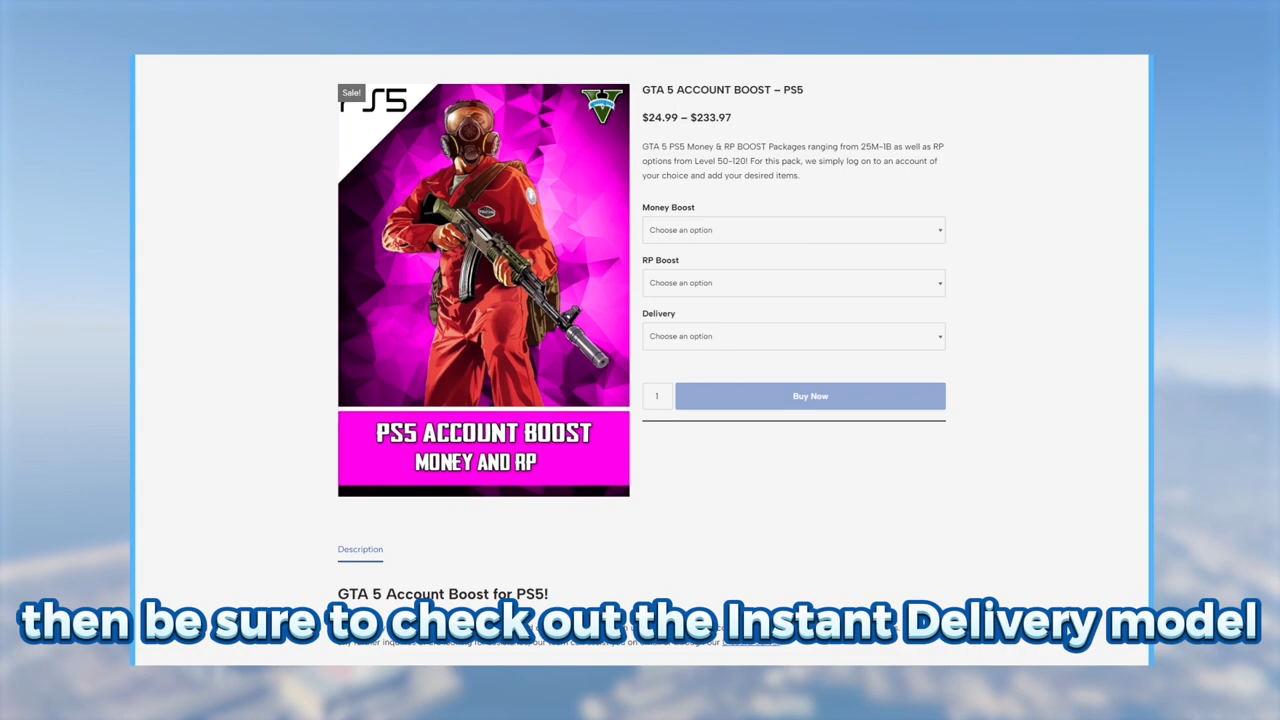 Sale!
PS5
V
GTA 5 ACCOUNT BOOST – PS5
$24.99 – $233.97
GTA 5 PS5 Money & RP BOOST Packages ranging from 25M-1B as well as RP
options from Level 50-120! For this pack, we simply log on to an account of
your choice and add your desired items.
Money Boost
Choose an option
RP Boost
Choose an option
Delivery
Choose an option
1
Buy Now
PS5 ACCOUNT BOOST
MONEY AND RP
Description
GTA 5 Account Boost for PS5!
then be sure to check out the Instant Delivery model